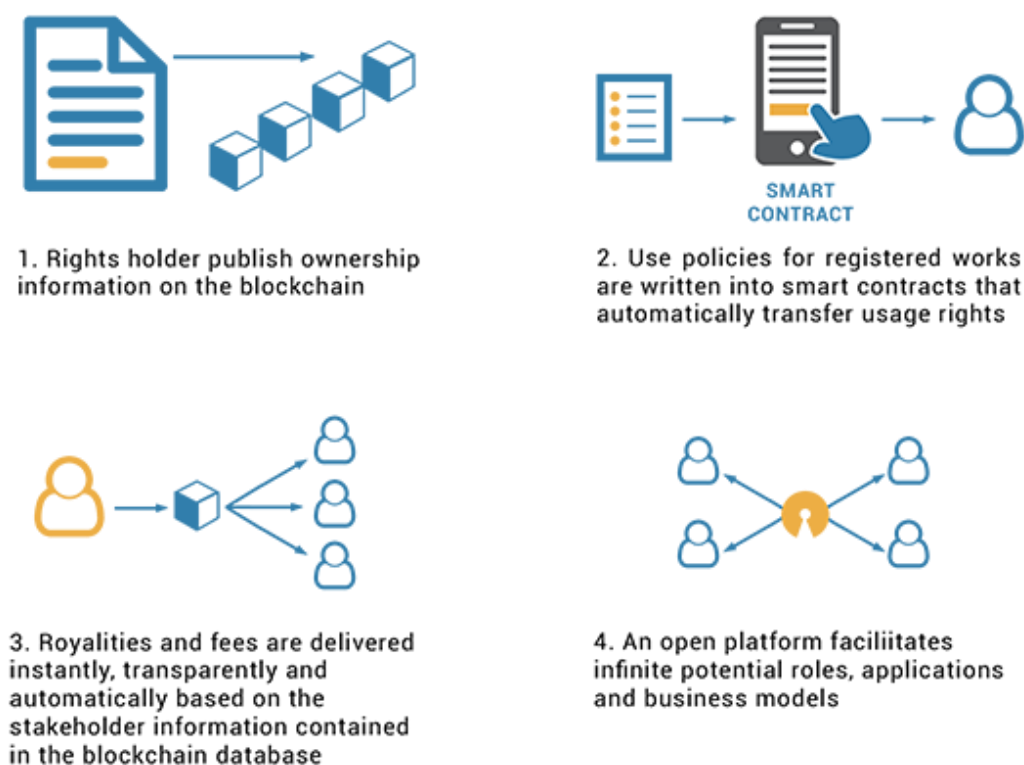 SMART
CONTRACT
1. Rights holder publish ownership
information on the blockchain
2. Use policies for registered works
are written into smart contracts that
automatically transfer usage rights
3. Royalities and fees are delivered
instantly, transparently and
automatically based on the
stakeholder information contained
in the blockchain database
4. An open platform faciliitates
infinite potential roles, applications
and business models